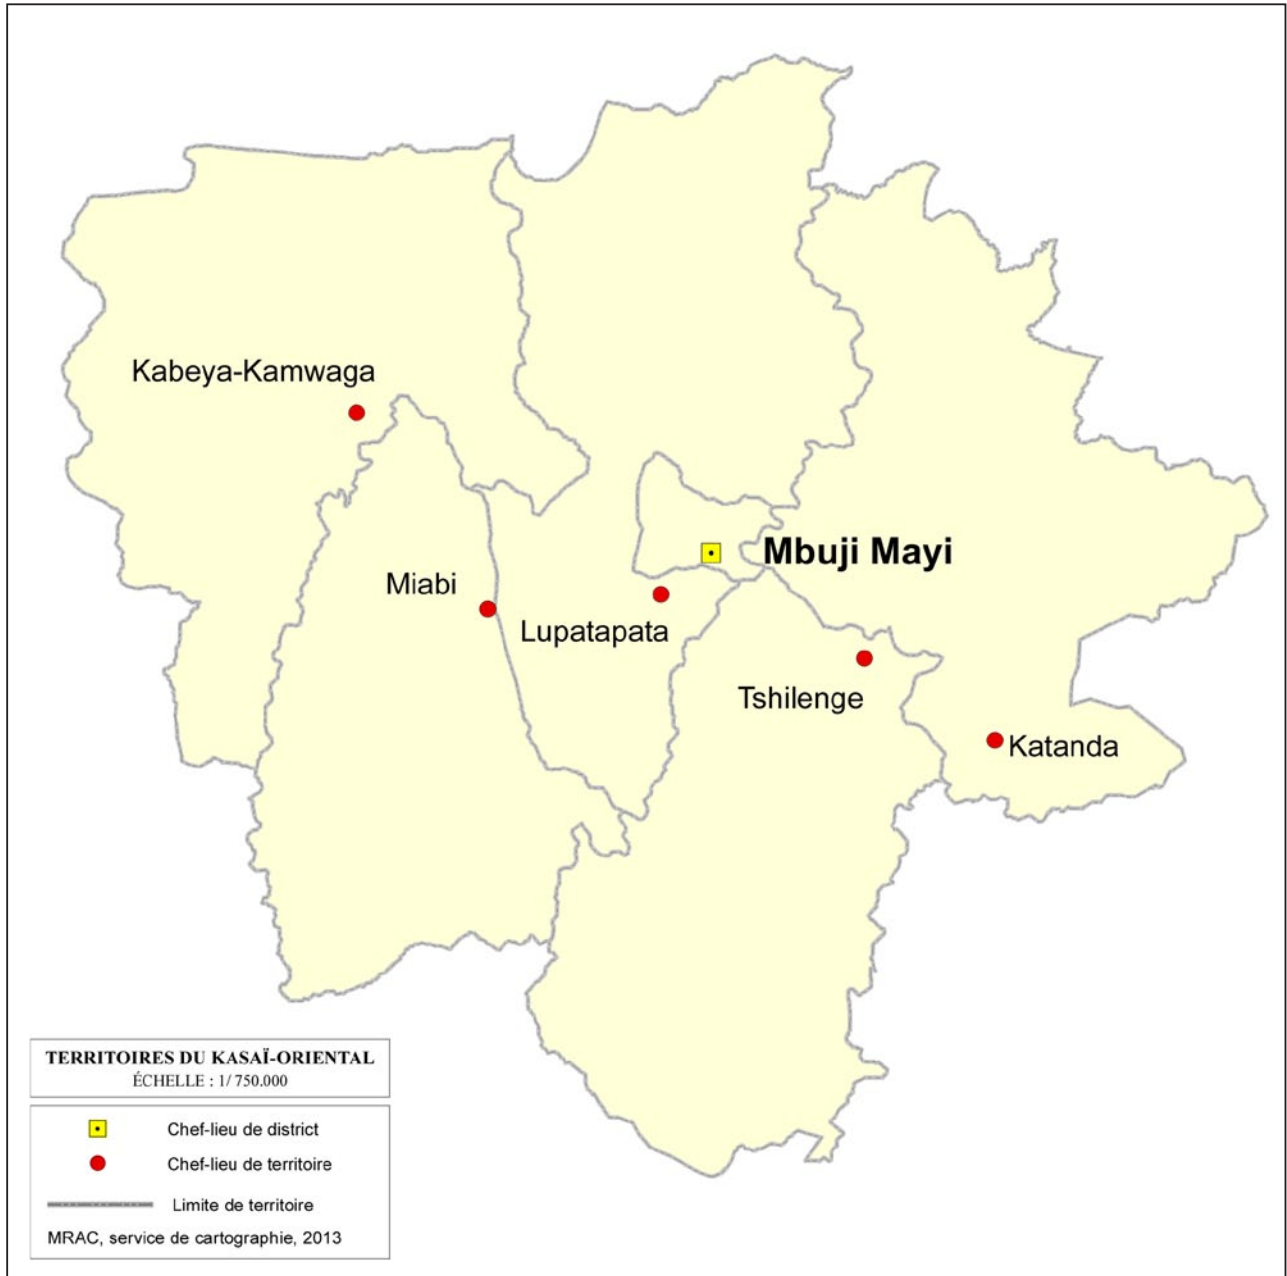 Kabeya-Kamwaga
Mbuji Mayi
Miabi
Lupatapata
Tshilenge
Katanda
TERRITOIRES DU KASAÏ-ORIENTAL
ÉCHELLE : 1/ 750.000
Chef-lieu de district
Chef-lieu de territoire
Limite de territoire
MRAC, service de cartographie, 2013